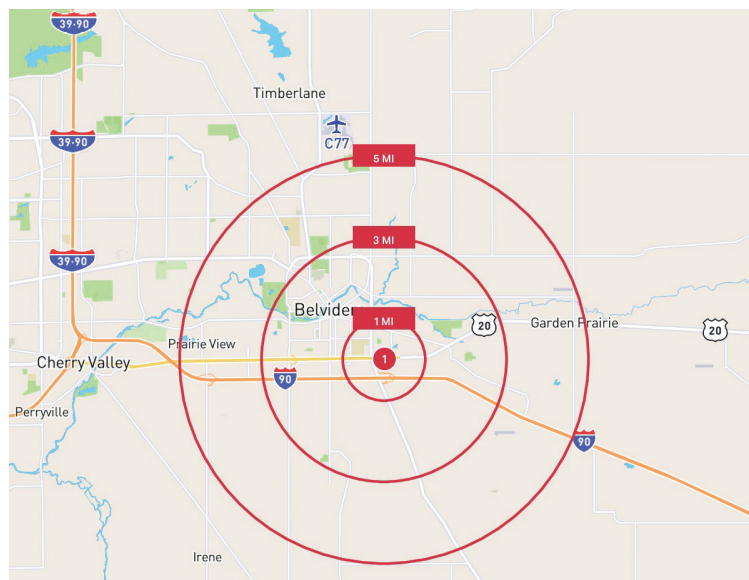 39-90
Timberlane
C77
39-90
5 MI
3 MI
39-90
Belvider
1 MI
20
Garden Prairie
20
Prairie View
Cherry Valley
1
90
Perryville
90
Irene